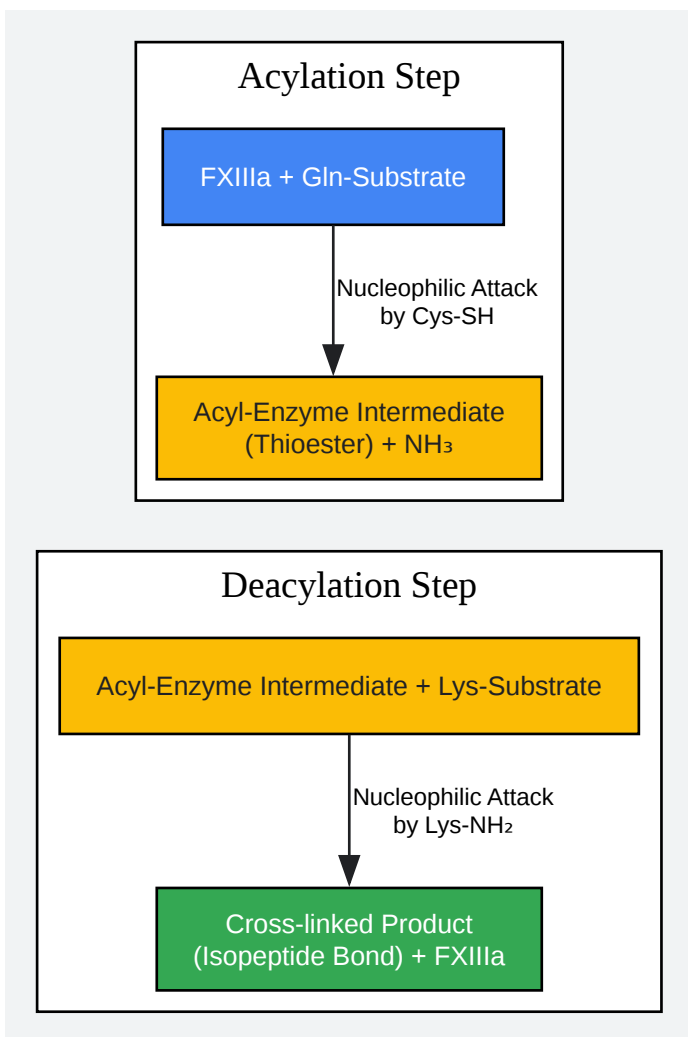 Acylation Step
FXIIIa + Gln-Substrate
Nucleophilic Attack
by Cys-SH
Acyl-Enzyme Intermediate
(Thioester) + NH₃
Deacylation Step
Acyl-Enzyme Intermediate + Lys-Substrate
Nucleophilic Attack
by Lys-NH₂
Cross-linked Product
(Isopeptide Bond) + FXIIIa